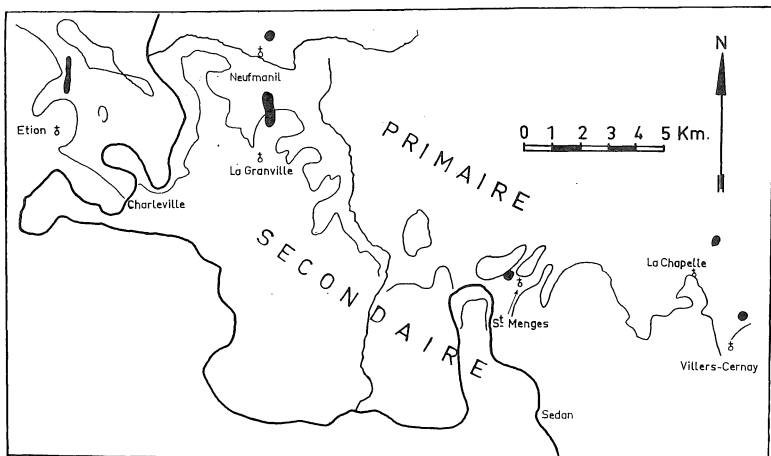 N
Neufmanil
Etion
0 1 2 3 4 5 Km.
PRIMAIRE
La Granville
Charleville
SECONDAIRE
La Chapelle
St Menges
Villers-Cernay
Sedan